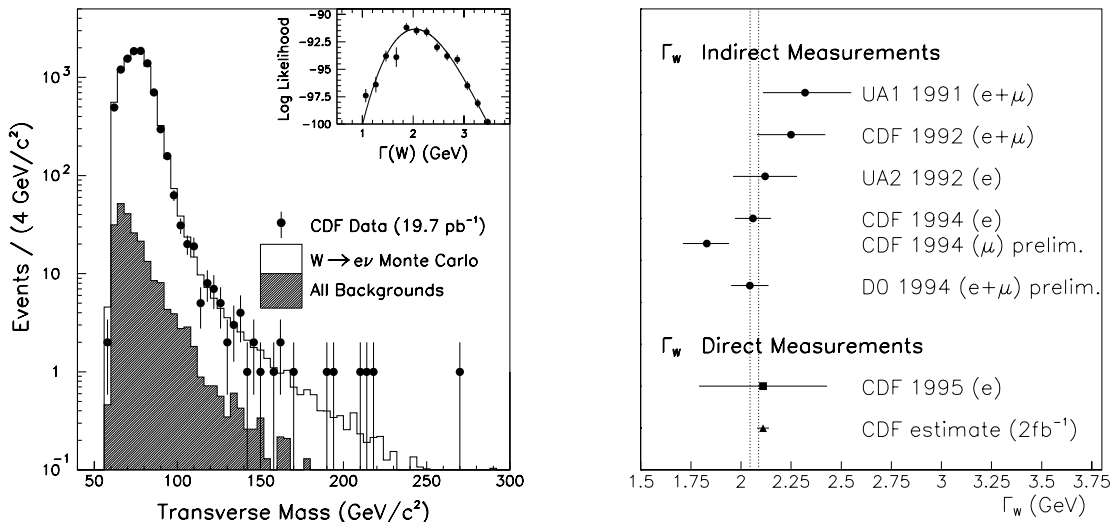 Events / (4 GeV/c²)
10³
10²
10
1
10⁻¹
50
100
150
200
250
300
Transverse Mass (GeV/c²)
Log Likelihood
-90
-92.5
-95
-97.5
-100
1
2
3
Γ(W) (GeV)
CDF Data (19.7 pb⁻¹)
W → eν Monte Carlo
All Backgrounds
Γ_W Indirect Measurements
UA1 1991 (e+μ)
CDF 1992 (e+μ)
UA2 1992 (e)
CDF 1994 (e)
CDF 1994 (μ) prelim.
D0 1994 (e+μ) prelim.
Γ_W Direct Measurements
CDF 1995 (e)
CDF estimate (2fb⁻¹)
1.5
1.75
2
2.25
2.5
2.75
3
3.25
3.5
3.75
Γ_W (GeV)